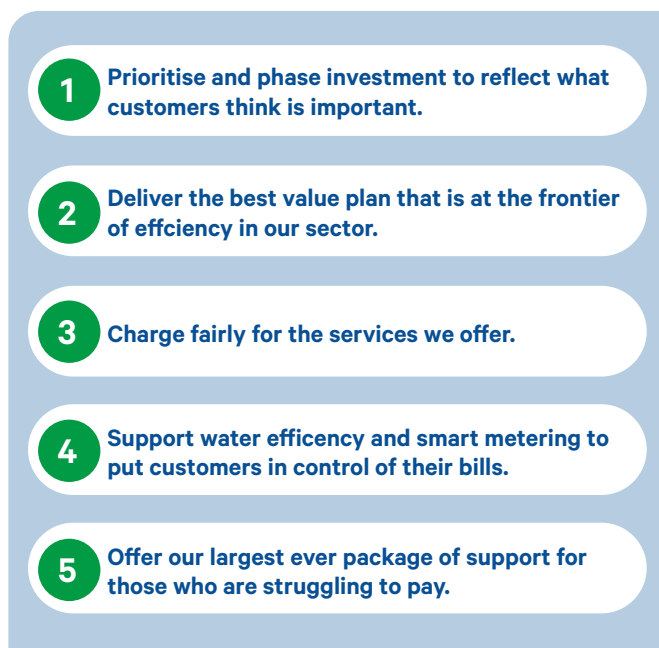 1
Prioritise and phase investment to reflect what
customers think is important.
2
Deliver the best value plan that is at the frontier
of effciency in our sector.
3
Charge fairly for the services we offer.
4
Support water efficency and smart metering to
put customers in control of their bills.
5
Offer our largest ever package of support for
those who are struggling to pay.